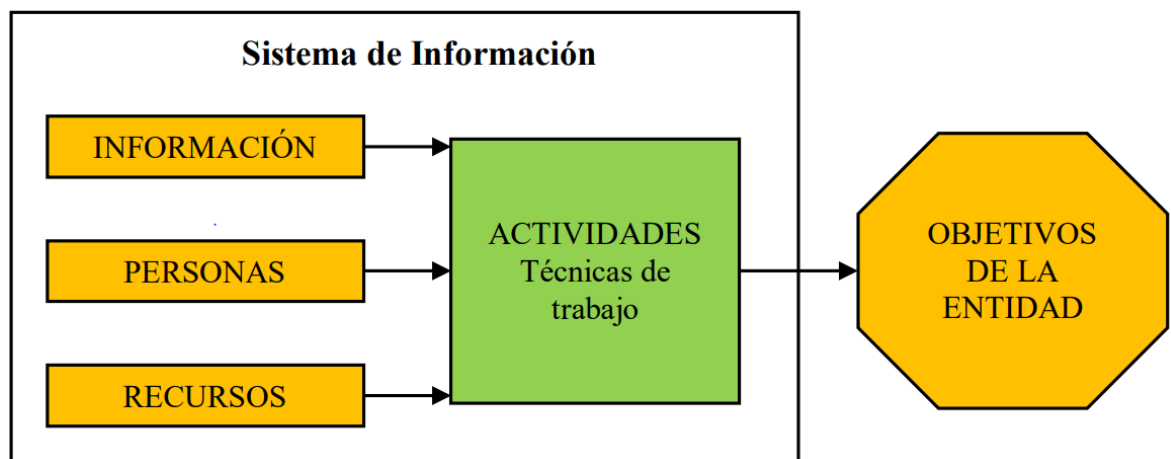 Sistema de Información
INFORMACIÓN
PERSONAS
RECURSOS
ACTIVIDADES
Técnicas de
trabajo
OBJETIVOS
DE LA
ENTIDAD